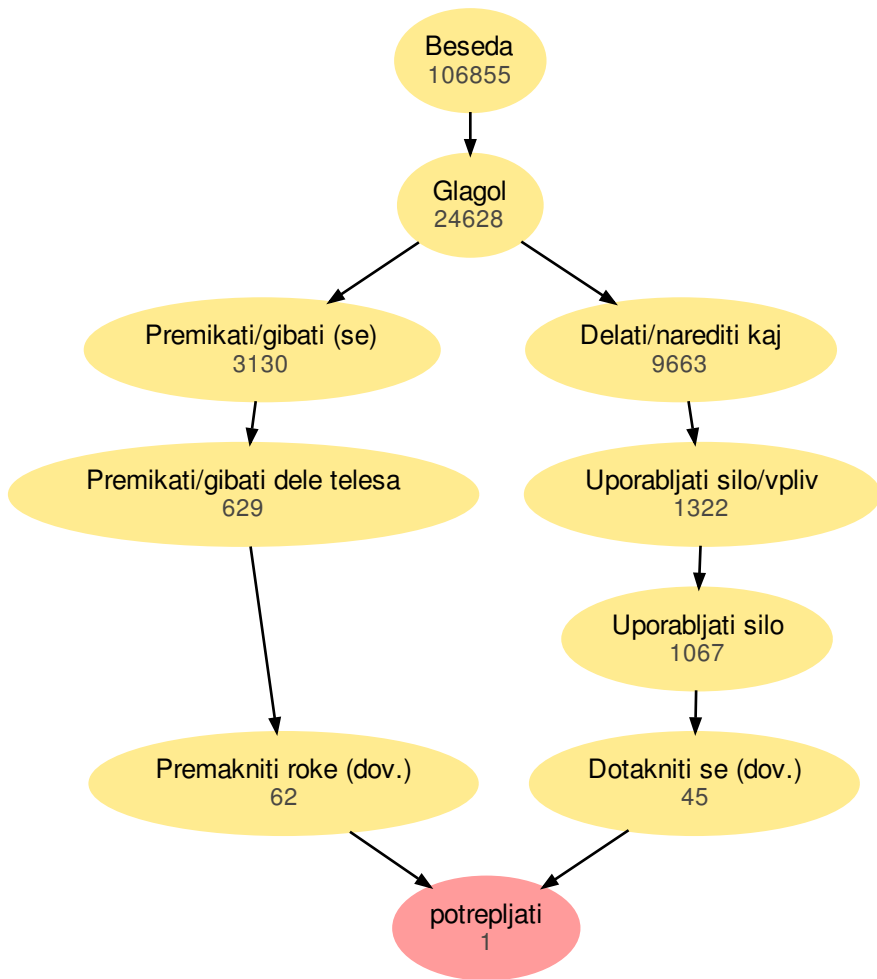 Beseda
106855
Glagol
24628
Premikati/gibati (se)
3130
Delati/narediti kaj
9663
Premikati/gibati dele telesa
629
Uporabljati silo/vpliv
1322
Uporabljati silo
1067
Premakniti roke (dov.)
62
Dotakniti se (dov.)
45
potrepljati
1